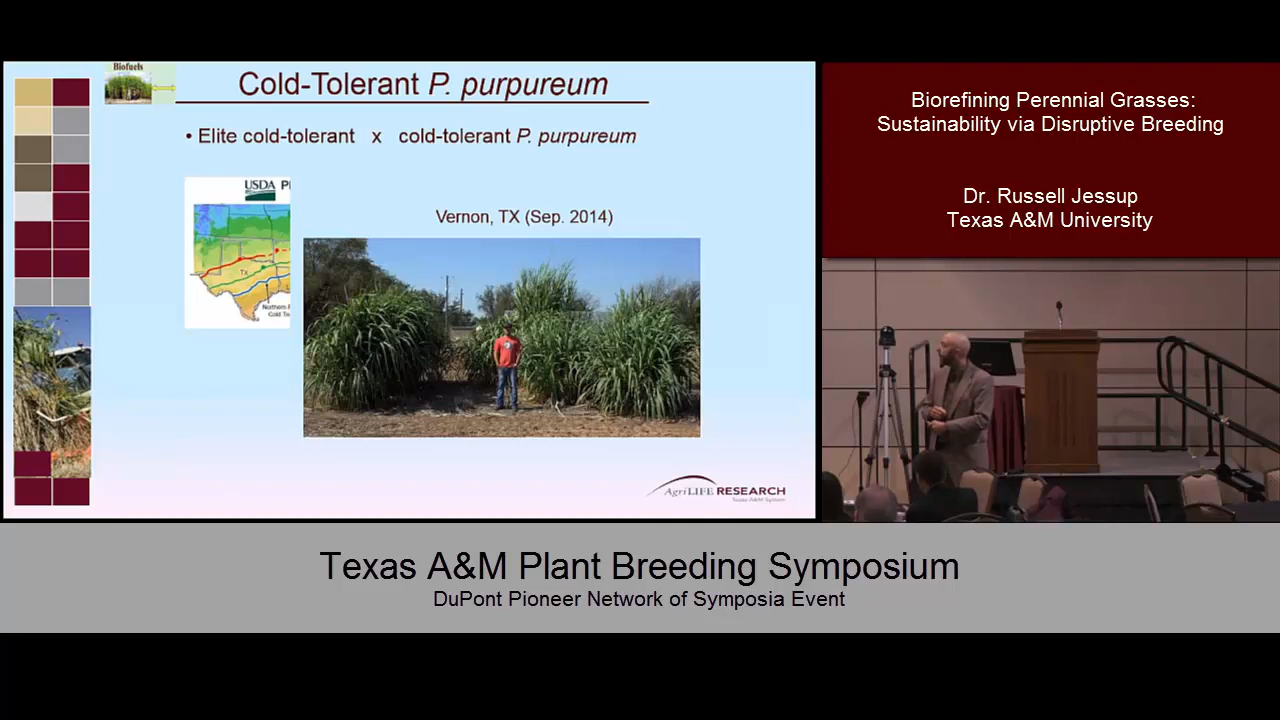 Biofuels
Cold-Tolerant P. purpureum
• Elite cold-tolerant x cold-tolerant P. purpureum
USDA
TX
Vernon, TX (Sep. 2014)
AgriLIFE RESEARCH
Texas A&M System
Biorefining Perennial Grasses:
Sustainability via Disruptive Breeding
Dr. Russell Jessup
Texas A&M University
Texas A&M Plant Breeding Symposium
DuPont Pioneer Network of Symposia Event